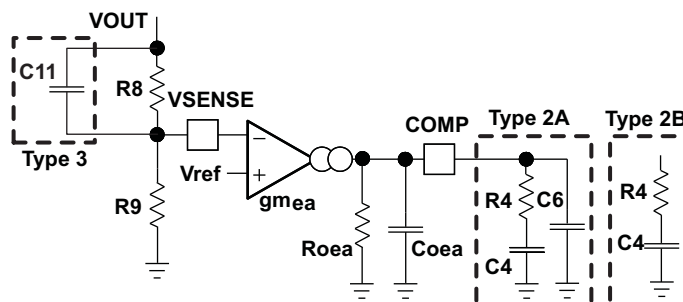 VOUT
C11
R8
VSENSE
Type 3
R9
Vref
−
+
gmea
COMP
Roea
Coea
Type 2A
R4
C6
C4
Type 2B
R4
C4